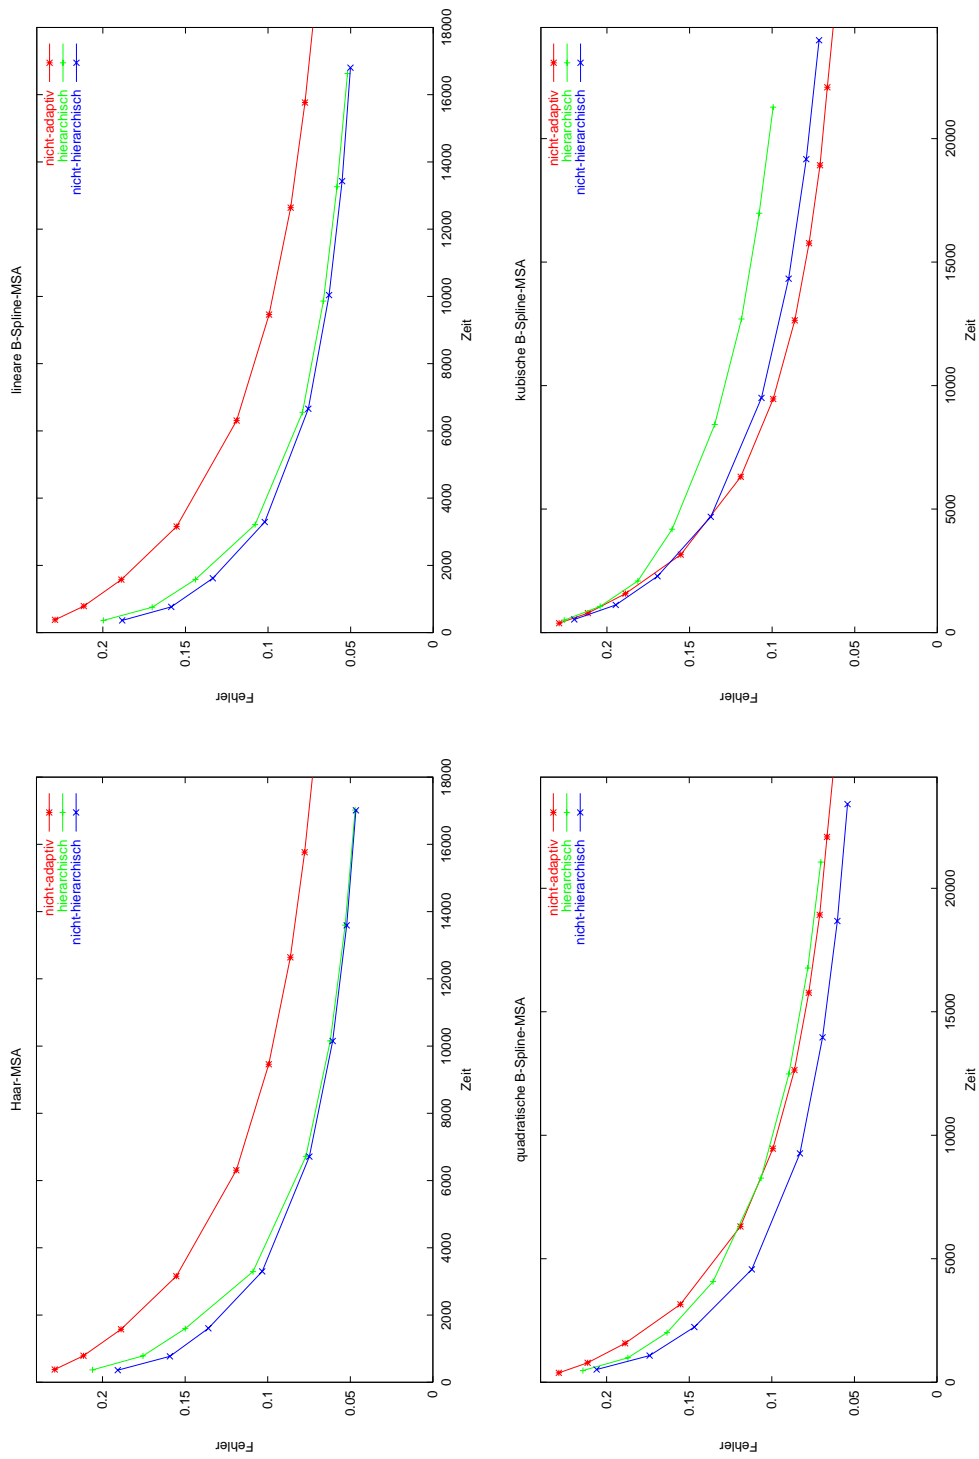 Haar-MSA
nicht-adaptiv
hierarchisch
nicht-hierarchisch
Fehler
0.2
0.15
0.1
0.05
0
0 2000 4000 6000 8000 10000 12000 14000 16000 18000
Zeit
lineare B-Spline-MSA
nicht-adaptiv
hierarchisch
nicht-hierarchisch
Fehler
0.2
0.15
0.1
0.05
0
0 2000 4000 6000 8000 10000 12000 14000 16000 18000
Zeit
quadratische B-Spline-MSA
nicht-adaptiv
hierarchisch
nicht-hierarchisch
Fehler
0.2
0.15
0.1
0.05
0
0 5000 10000 15000 20000
Zeit
kubische B-Spline-MSA
nicht-adaptiv
hierarchisch
nicht-hierarchisch
Fehler
0.2
0.15
0.1
0.05
0
0 5000 10000 15000 20000
Zeit